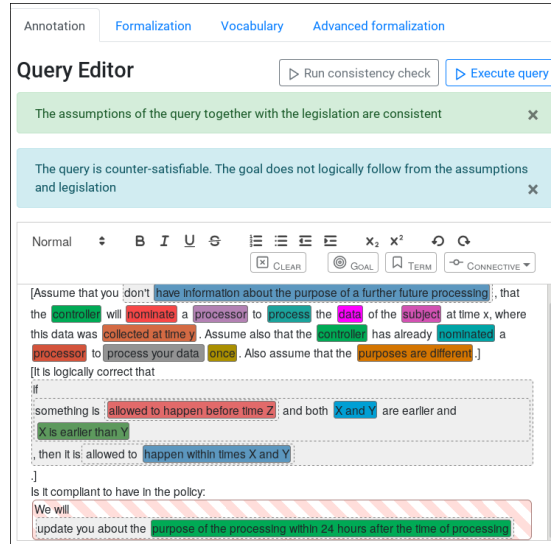 Annotation Formalization Vocabulary Advanced formalization
Query Editor
Run consistency check Execute query
The assumptions of the query together with the legislation are consistent ×
The query is counter-satisfiable. The goal does not logically follow from the assumptions
and legislation ×
Normal B I U S x₂ x²
CLEAR GOAL TERM CONNECTIVE
[Assume that you don't have information about the purpose of a further future processing , that
the controller will nominate a processor to process the data of the subject at time x, where
this data was collected at time y . Assume also that the controller has already nominated a
processor to process your data once . Also assume that the purposes are different .]
[It is logically correct that
If
something is allowed to happen before time Z and both X and Y are earlier and
X is earlier than Y
, then it is allowed to happen within times X and Y
.]
Is it compliant to have in the policy:
We will
update you about the purpose of the processing within 24 hours after the time of processing